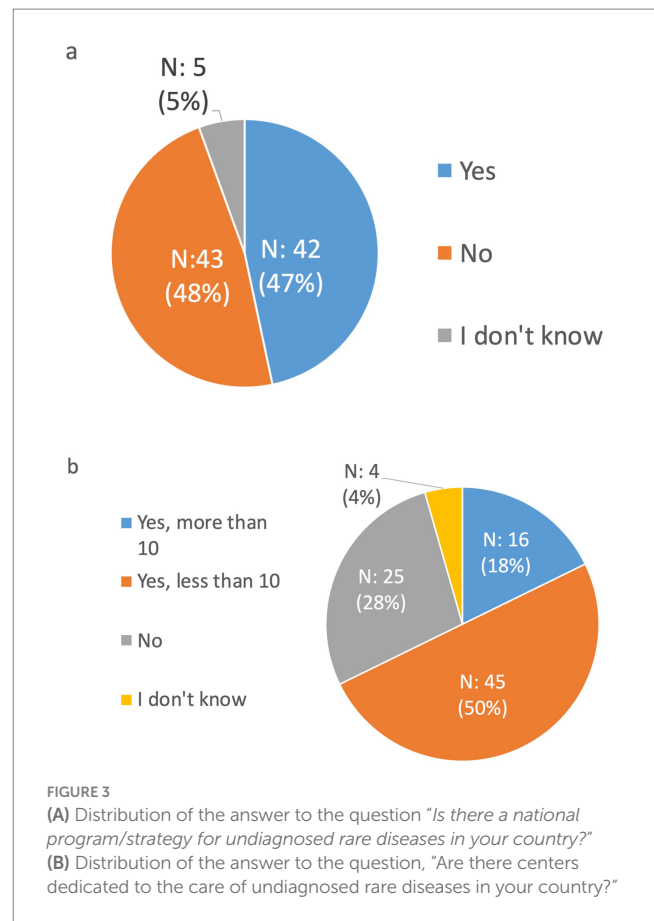 a
N: 5
(5%)
N:43
(48%)
N: 42
(47%)
Yes
No
I don't know
b
Yes, more than
10
Yes, less than 10
No
I don't know
N: 4
(4%)
N: 16
(18%)
N: 25
(28%)
N: 45
(50%)
FIGURE 3
(A) Distribution of the answer to the question "Is there a national
program/strategy for undiagnosed rare diseases in your country?"
(B) Distribution of the answer to the question, "Are there centers
dedicated to the care of undiagnosed rare diseases in your country?"